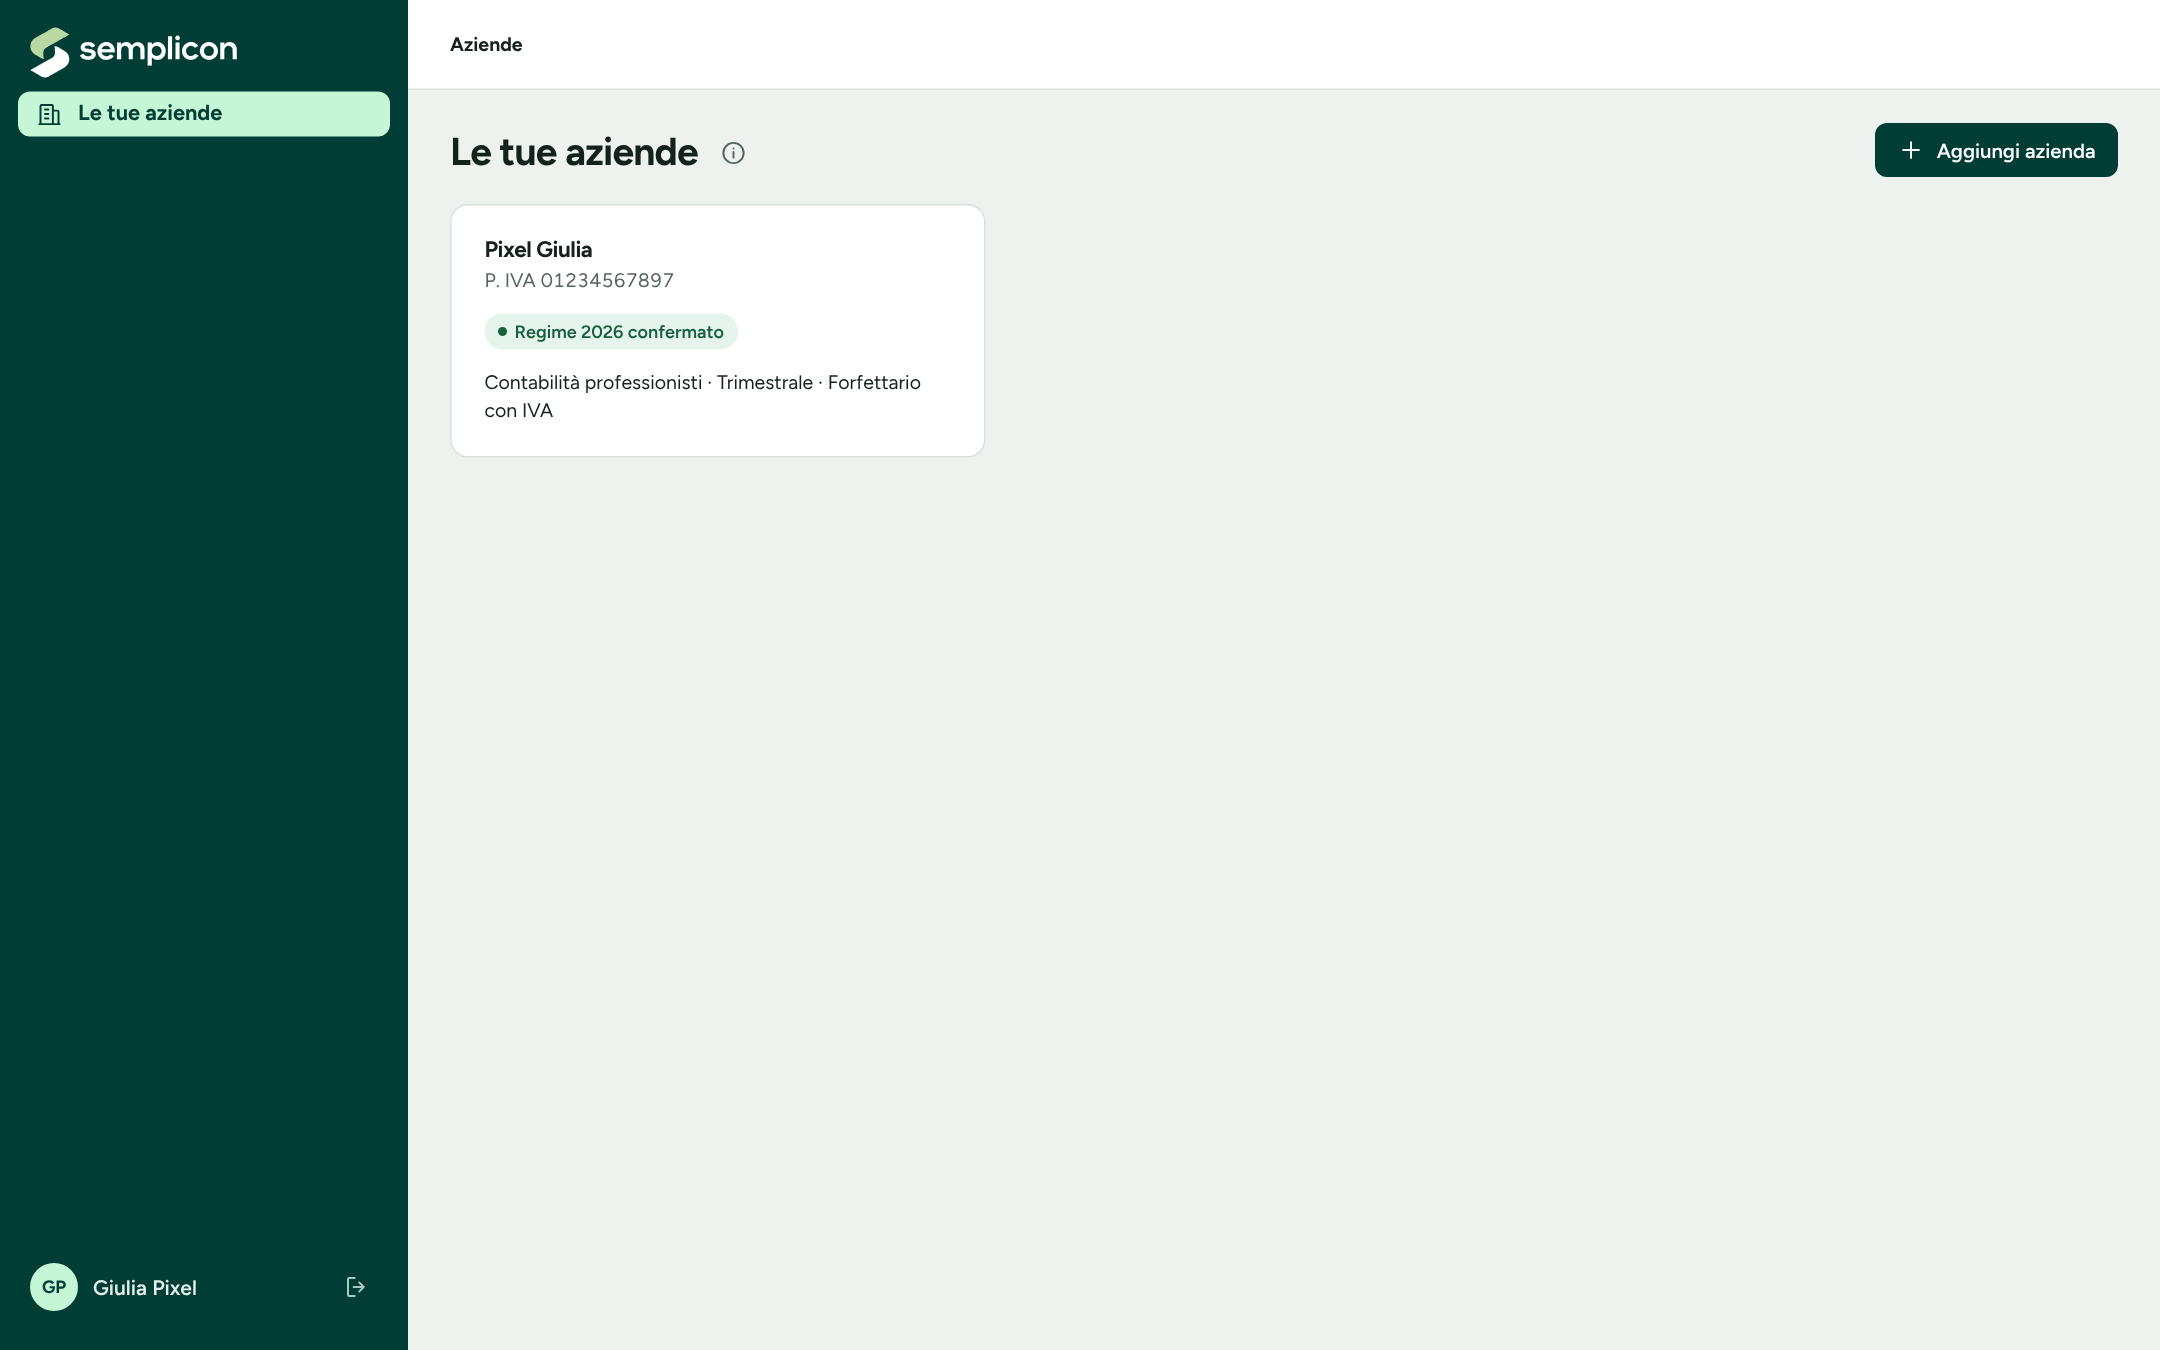 semplicon
Le tue aziende
Aziende
Le tue aziende
Aggiungi azienda
Pixel Giulia
P. IVA 01234567897
Regime 2026 confermato
Contabilità professionisti · Trimestrale · Forfettario
con IVA
GP
Giulia Pixel